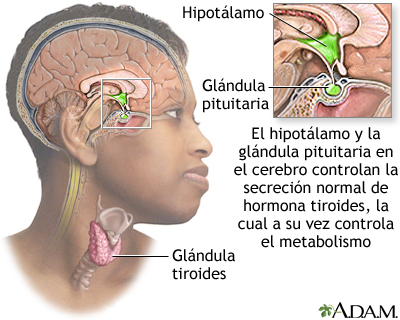 Hipotálamo
Glándula
pituitaria
El hipotálamo y la
glándula pituitaria en
el cerebro controlan la
secreción normal de
hormona tiroides, la
cual a su vez controla
el metabolismo
Glándula
tiroides
ADAM.